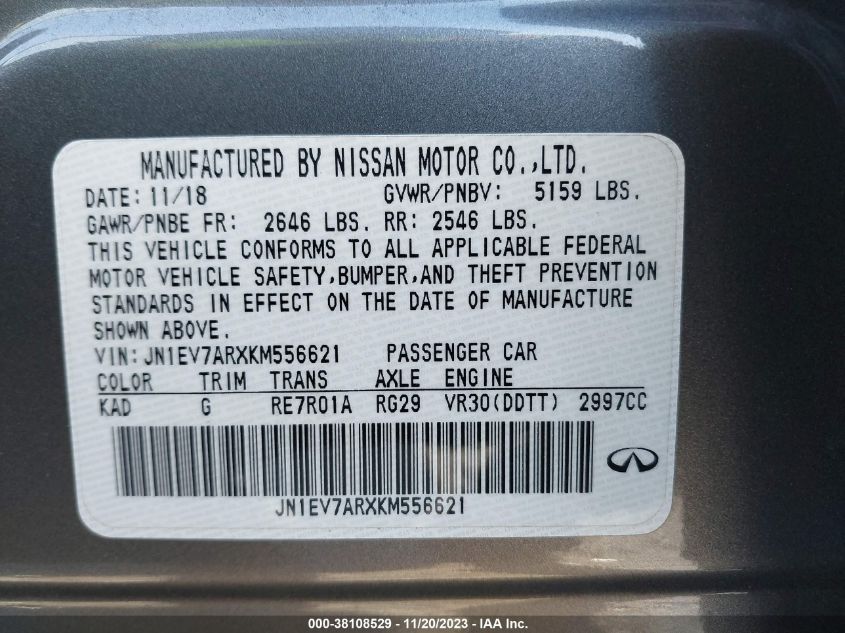 MANUFACTURED BY NISSAN MOTOR CO.,LTD.
DATE: 11/18 GVWR/PNBV: 5159 LBS.
GAWR/PNBE FR: 2646 LBS. RR: 2546 LBS.
THIS VEHICLE CONFORMS TO ALL APPLICABLE FEDERAL
MOTOR VEHICLE SAFETY,BUMPER,AND THEFT PREVENTION
STANDARDS IN EFFECT ON THE DATE OF MANUFACTURE
SHOWN ABOVE.
VIN:JN1EV7ARXKM556621 PASSENGER CAR
COLOR TRIM TRANS AXLE ENGINE
KAD G RE7R01A RG29 VR30(DDTT) 2997CC
JN1EV7ARXKM556621
000-38108529 - 11/20/2023 - IAA Inc.